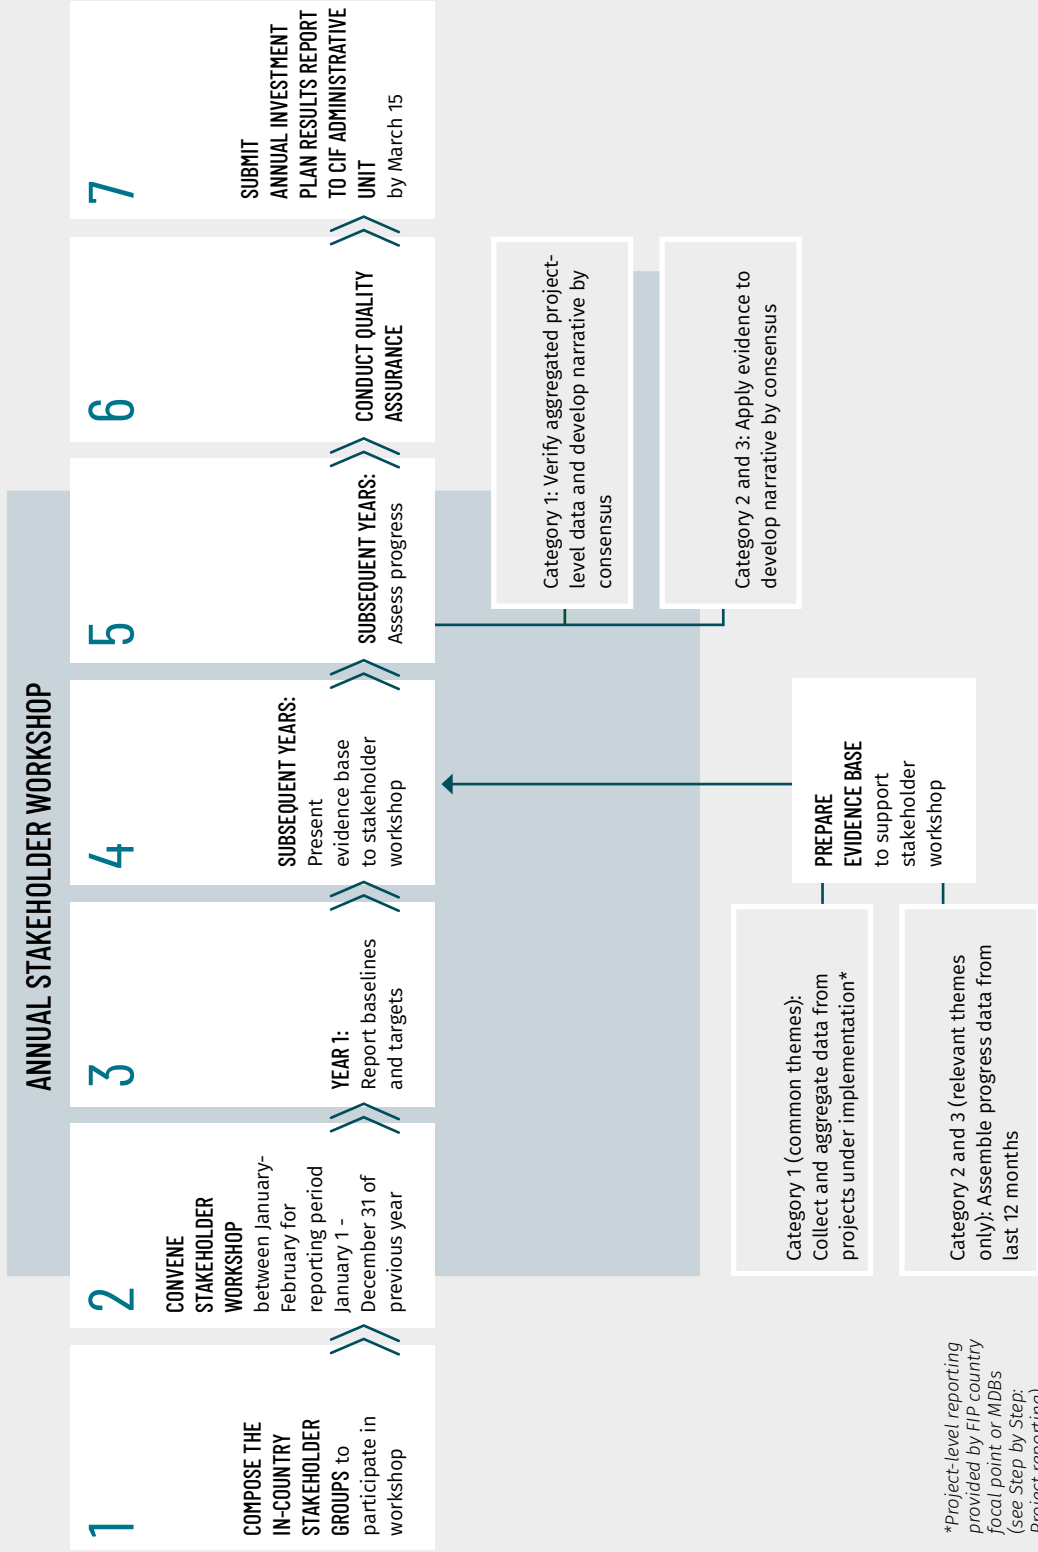 ANNUAL STAKEHOLDER WORKSHOP
1
COMPOSE THE
IN-COUNTRY
STAKEHOLDER
GROUPS to
participate in
workshop
2
CONVENE
STAKEHOLDER
WORKSHOP
between January-
February for
reporting period
January 1 -
December 31 of
previous year
3
YEAR 1:
Report baselines
and targets
4
SUBSEQUENT YEARS:
Present
evidence base
to stakeholder
workshop
5
SUBSEQUENT YEARS:
Assess progress
6
CONDUCT QUALITY
ASSURANCE
7
SUBMIT
ANNUAL INVESTMENT
PLAN RESULTS REPORT
TO CIF ADMINISTRATIVE
UNIT
by March 15
Category 1: Verify aggregated project-
level data and develop narrative by
consensus
Category 2 and 3: Apply evidence to
develop narrative by consensus
Category 1 (common themes):
Collect and aggregate data from
projects under implementation*
Category 2 and 3 (relevant themes
only): Assemble progress data from
last 12 months
PREPARE
EVIDENCE BASE
to support
stakeholder
workshop
*Project-level reporting
provided by FIP country
focal point or MDBs
(see Step by Step:
Project reporting)